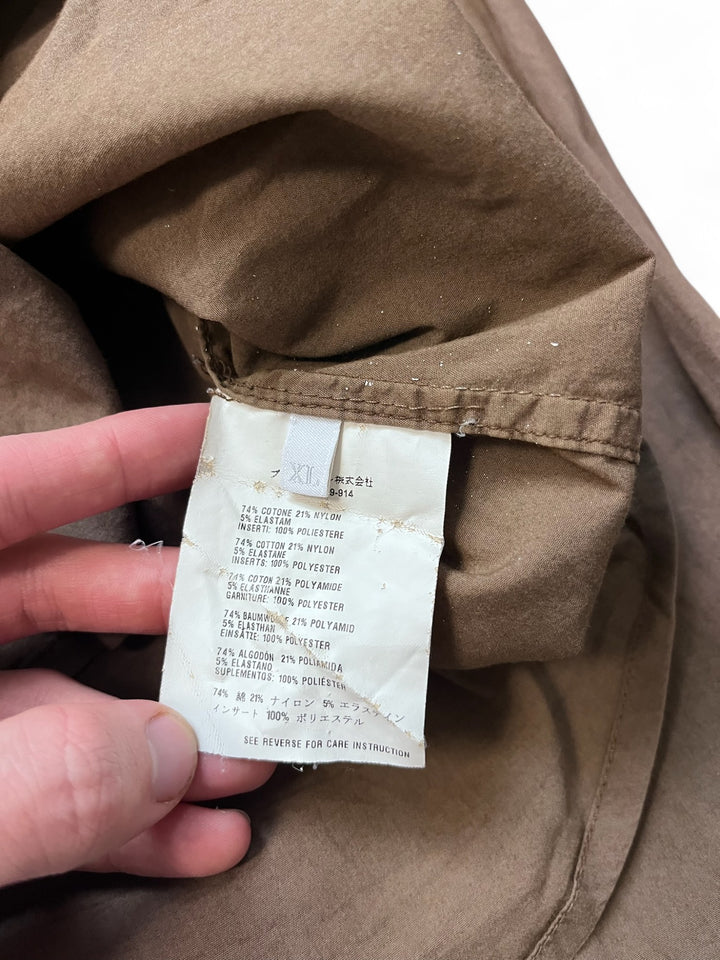 XL
株式会社
9-914
74% COTONE 21% NYLON
5% ELASTAM
INSERTI: 100% POLIESTERE
74% COTTON 21% NYLON
5% ELASTANE
INSERTS: 100% POLYESTER
74% COTON 21% POLYAMIDE
5% ELASTHANNE
GARNITURE: 100% POLYESTER
74% BAUMWOLLE 21% POLYAMID
5% ELASTHAN
EINSÄTZE: 100% POLYESTER
74% ALGODÓN 21% POLIAMIDA
5% ELASTANO
SUPLEMENTOS: 100% POLIÉSTER
74% 綿 21% ナイロン 5% エラステイン
インサート 100% ポリエステル
SEE REVERSE FOR CARE INSTRUCTION